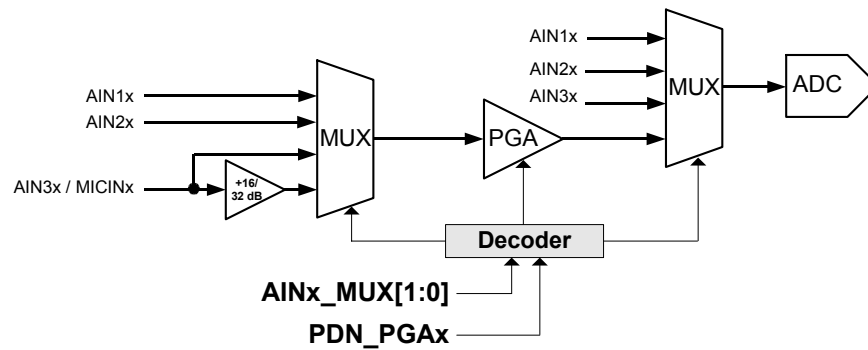 AIN1x
AIN2x
AIN3x / MICINx
+16/
32 dB
MUX
PGA
AIN1x
AIN2x
AIN3x
MUX
ADC
Decoder
AINx_MUX[1:0]
PDN_PGAx